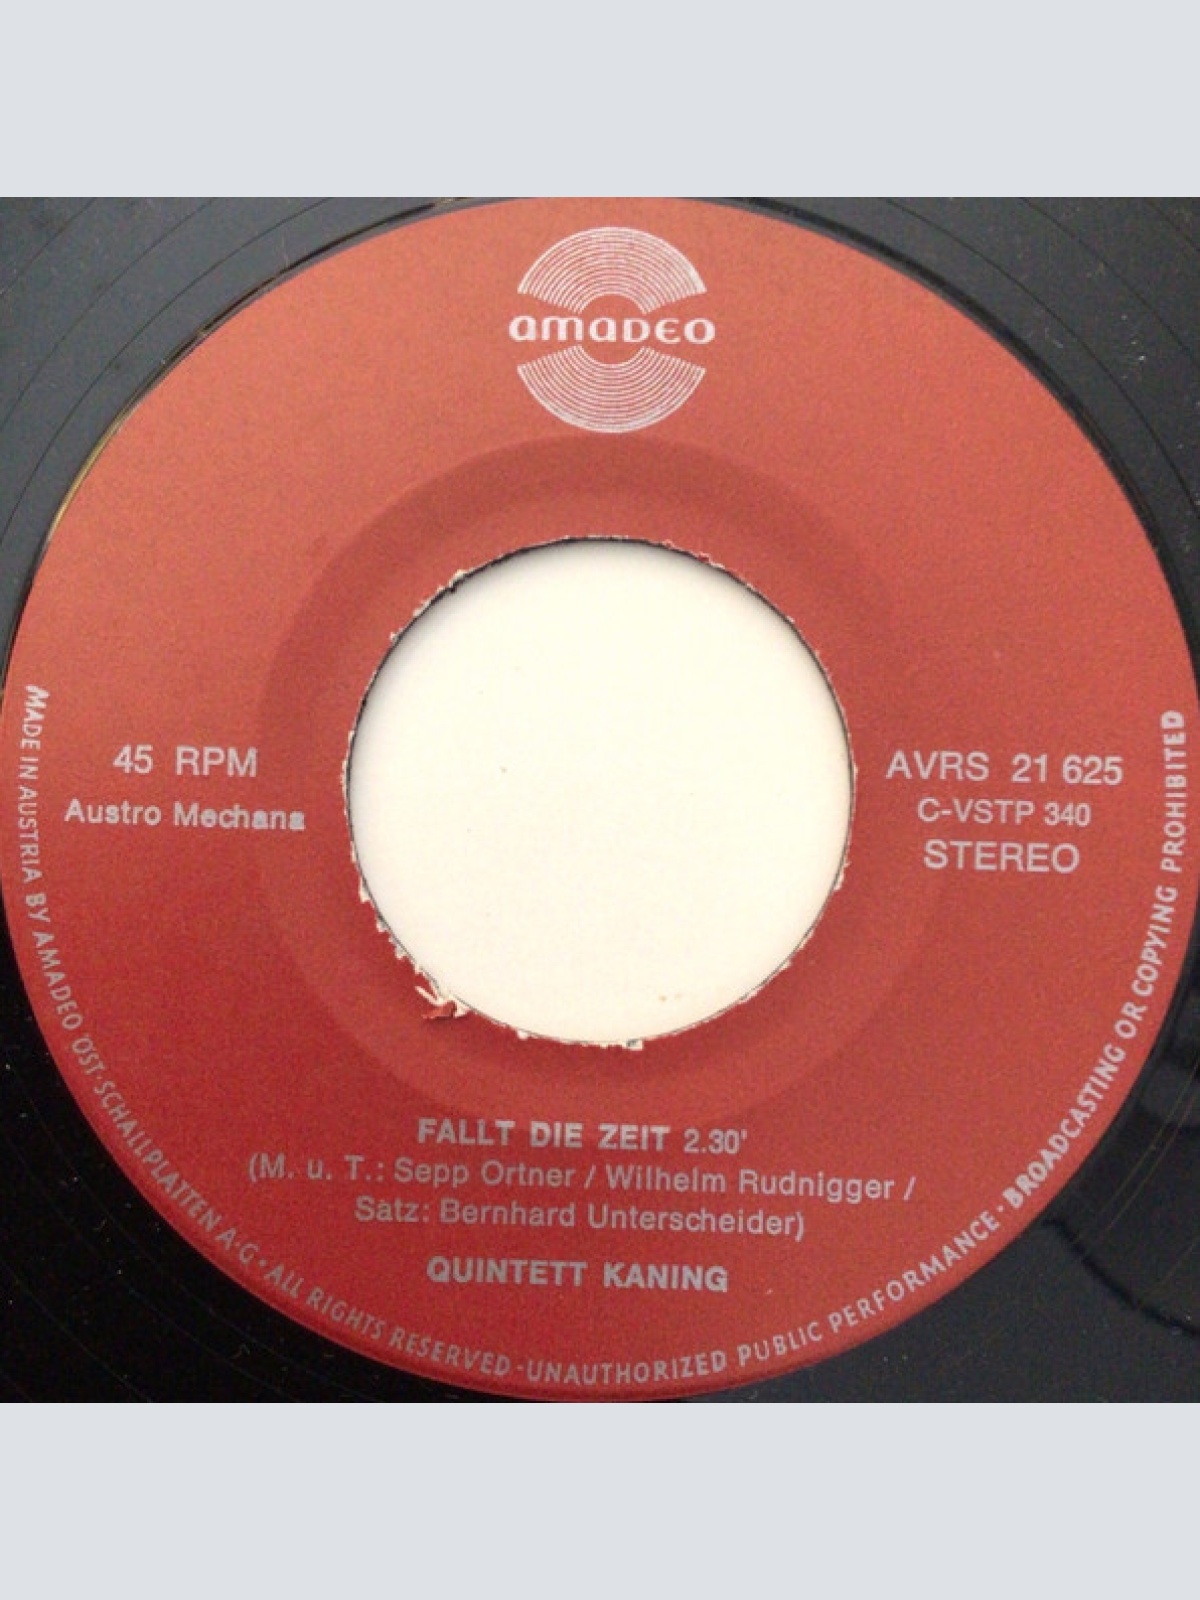 amadeo
45 RPM
Austro Mechana
AVRS 21 625
C-VSTP 340
STEREO
FALLT DIE ZEIT 2.30'
(M. u. T.: Sepp Ortner / Wilhelm Rudnigger /
Satz: Bernhard Unterscheider)
QUINTETT KANING
MADE IN AUSTRIA BY AMADEO ÖST·SCHALLPLATTEN A·G·ALL RIGHTS RESERVED·UNAUTHORIZED PUBLIC PERFORMANCE·BROADCASTING OR COPYING PROHIBITED